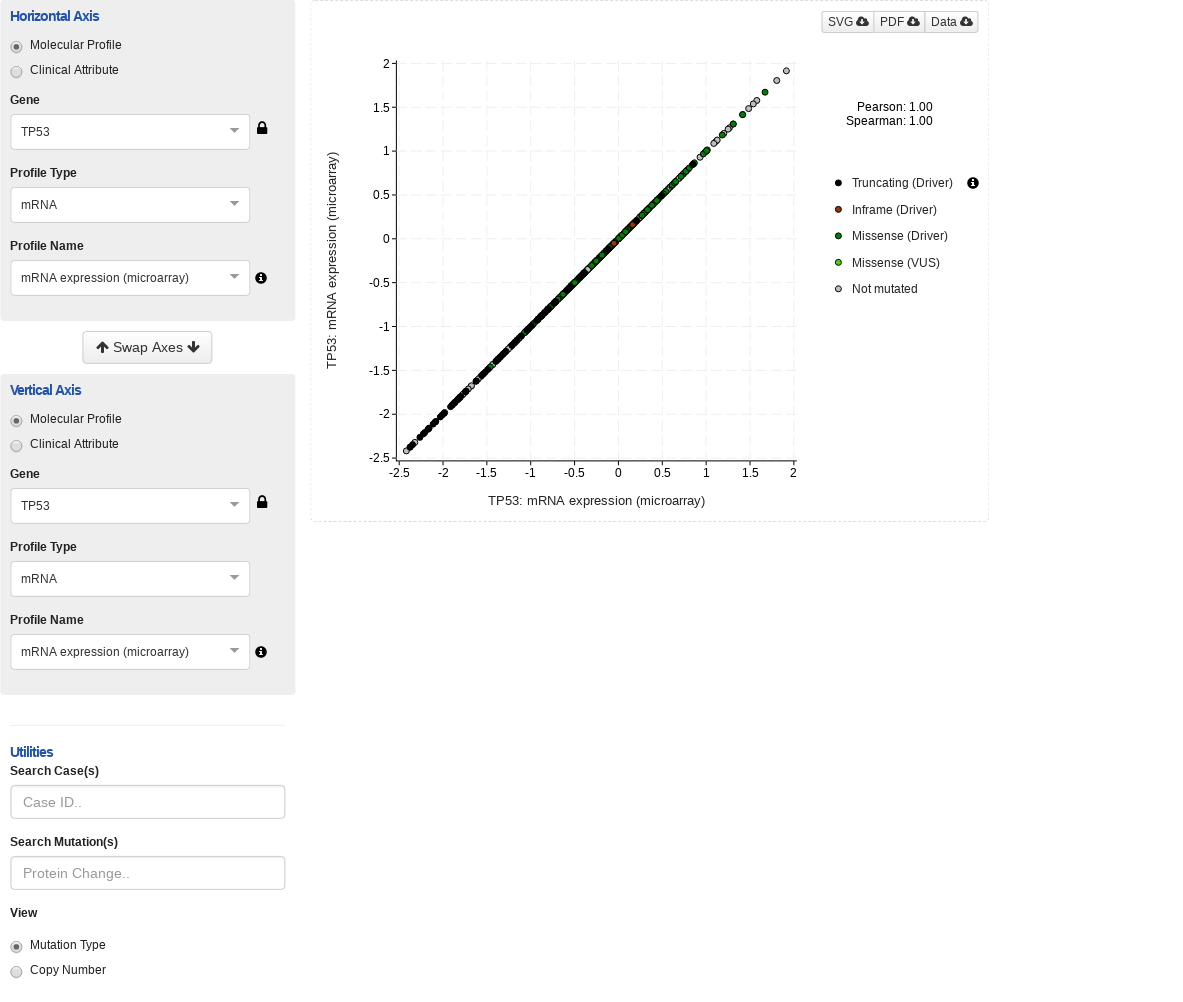 Horizontal Axis
Molecular Profile
Clinical Attribute
Gene
TP53
Profile Type
mRNA
Profile Name
mRNA expression (microarray)
Swap Axes
Vertical Axis
Molecular Profile
Clinical Attribute
Gene
TP53
Profile Type
mRNA
Profile Name
mRNA expression (microarray)
Utilities
Search Case(s)
Case ID..
Search Mutation(s)
Protein Change..
View
Mutation Type
Copy Number
SVG PDF Data
2
1.5
1
0.5
0
-0.5
-1
-1.5
-2
-2.5
TP53: mRNA expression (microarray)
-2.5 -2 -1.5 -1 -0.5 0 0.5 1 1.5 2
TP53: mRNA expression (microarray)
Pearson: 1.00
Spearman: 1.00
Truncating (Driver)
Inframe (Driver)
Missense (Driver)
Missense (VUS)
Not mutated